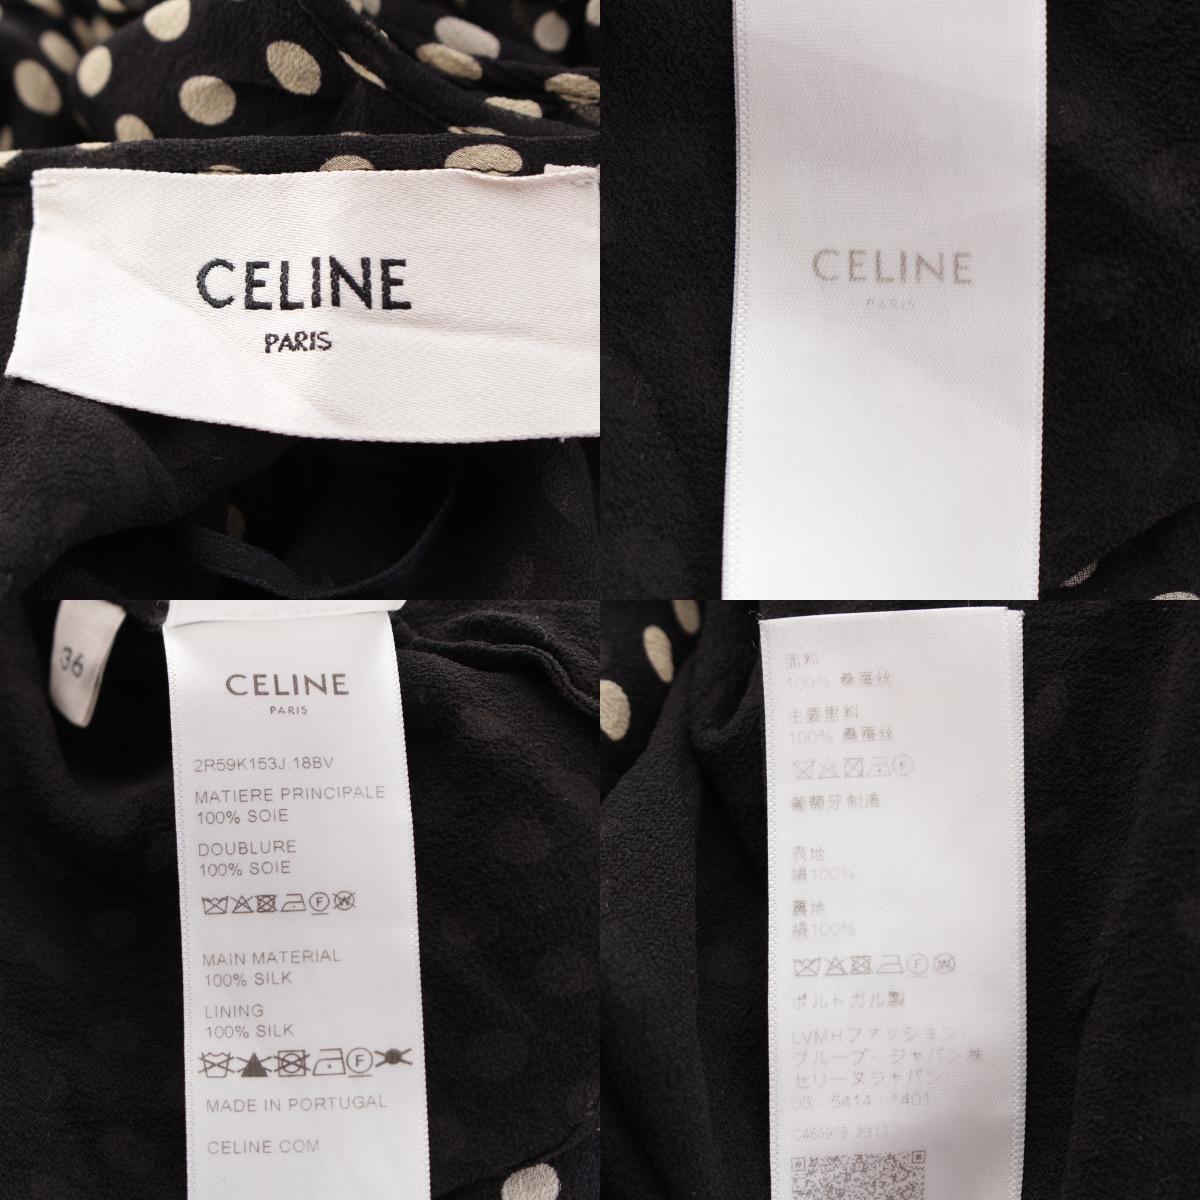 CELINE
PARIS
CELINE
PARIS
36
CELINE
PARIS
2R59K153J.18BV
MATIERE PRINCIPALE
100% SOIE
DOUBLURE
100% SOIE
MAIN MATERIAL
100% SILK
LINING
100% SILK
MADE IN PORTUGAL
CELINE.COM
面料
100% 桑蚕丝
主要里料
100% 桑蚕丝
葡萄牙制造
表地
絹100%
裏地
絹100%
ポルトガル製
LVMHファッション・
グループ・ジャパン㈱
セリーヌジャパン
03-5414-1401